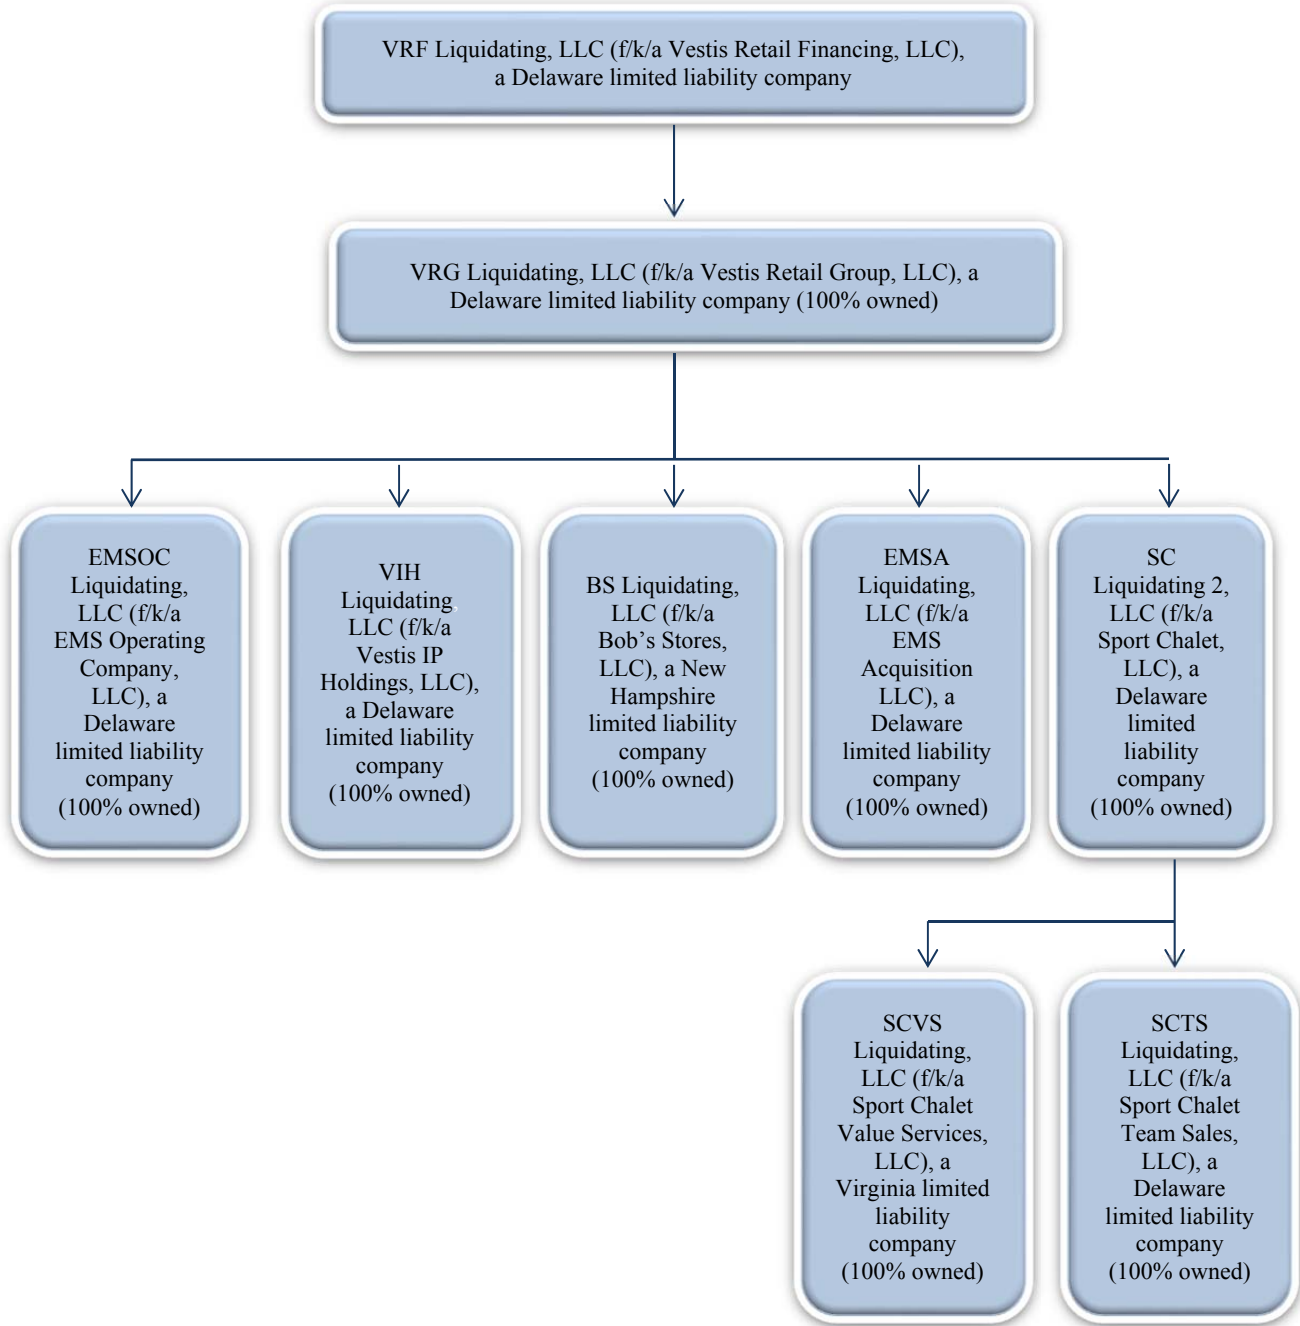 VRF Liquidating, LLC (f/k/a Vestis Retail Financing, LLC),
a Delaware limited liability company
VRG Liquidating, LLC (f/k/a Vestis Retail Group, LLC), a
Delaware limited liability company (100% owned)
EMSOC
Liquidating,
LLC (f/k/a
EMS Operating
Company,
LLC), a
Delaware
limited liability
company
(100% owned)
VIH
Liquidating,
LLC (f/k/a
Vestis IP
Holdings, LLC),
a Delaware
limited liability
company
(100% owned)
BS Liquidating,
LLC (f/k/a
Bob’s Stores,
LLC), a New
Hampshire
limited liability
company
(100% owned)
EMSA
Liquidating,
LLC (f/k/a
EMS
Acquisition
LLC), a
Delaware
limited liability
company
(100% owned)
SC
Liquidating 2,
LLC (f/k/a
Sport Chalet,
LLC), a
Delaware
limited
liability
company
(100% owned)
SCVS
Liquidating,
LLC (f/k/a
Sport Chalet
Value Services,
LLC), a
Virginia limited
liability
company
(100% owned)
SCTS
Liquidating,
LLC (f/k/a
Sport Chalet
Team Sales,
LLC), a
Delaware
limited liability
company
(100% owned)